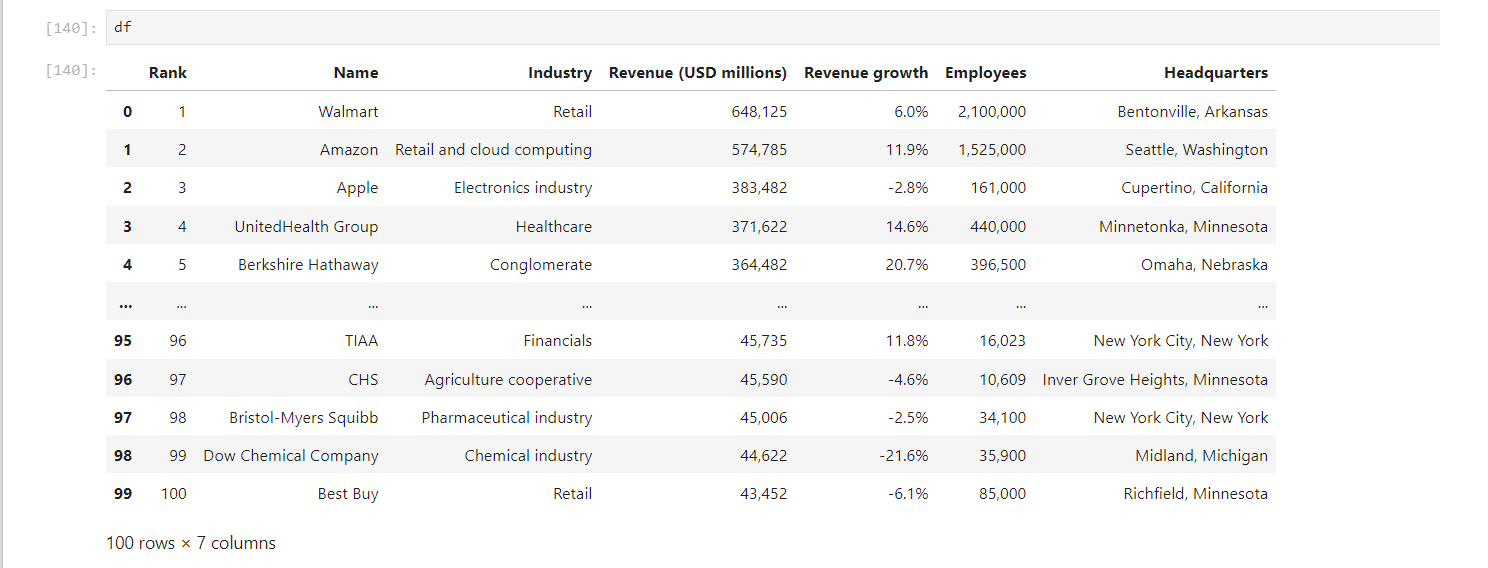 [140]: df
[140]: Rank Name Industry Revenue (USD millions) Revenue growth Employees Headquarters
0 1 Walmart Retail 648,125 6.0% 2,100,000 Bentonville, Arkansas
1 2 Amazon Retail and cloud computing 574,785 11.9% 1,525,000 Seattle, Washington
2 3 Apple Electronics industry 383,482 -2.8% 161,000 Cupertino, California
3 4 UnitedHealth Group Healthcare 371,622 14.6% 440,000 Minnetonka, Minnesota
4 5 Berkshire Hathaway Conglomerate 364,482 20.7% 396,500 Omaha, Nebraska
... ... ... ... ... ... ... ...
95 96 TIAA Financials 45,735 11.8% 16,023 New York City, New York
96 97 CHS Agriculture cooperative 45,590 -4.6% 10,609 Inver Grove Heights, Minnesota
97 98 Bristol-Myers Squibb Pharmaceutical industry 45,006 -2.5% 34,100 New York City, New York
98 99 Dow Chemical Company Chemical industry 44,622 -21.6% 35,900 Midland, Michigan
99 100 Best Buy Retail 43,452 -6.1% 85,000 Richfield, Minnesota
100 rows × 7 columns